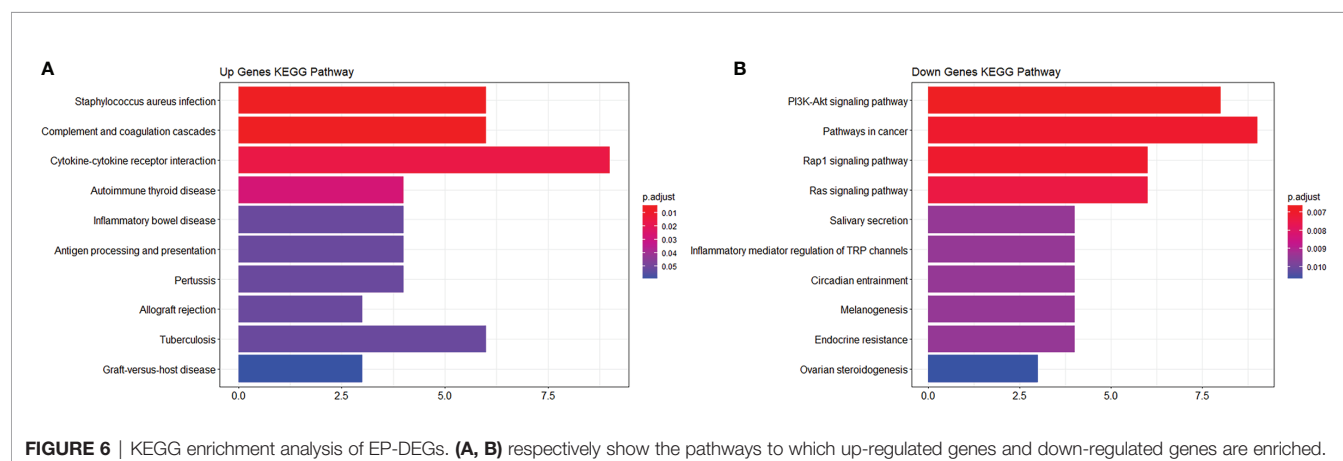 A
Up Genes KEGG Pathway
Staphylococcus aureus infection
Complement and coagulation cascades
Cytokine-cytokine receptor interaction
Autoimmune thyroid disease
Inflammatory bowel disease
Antigen processing and presentation
Pertussis
Allograft rejection
Tuberculosis
Graft-versus-host disease
0.0 2.5 5.0 7.5
p.adjust
0.01
0.02
0.03
0.04
0.05
B
Down Genes KEGG Pathway
PI3K-Akt signaling pathway
Pathways in cancer
Rap1 signaling pathway
Ras signaling pathway
Salivary secretion
Inflammatory mediator regulation of TRP channels
Circadian entrainment
Melanogenesis
Endocrine resistance
Ovarian steroidogenesis
0.0 2.5 5.0 7.5
p.adjust
0.007
0.008
0.009
0.010
FIGURE 6 | KEGG enrichment analysis of EP-DEGs. (A, B) respectively show the pathways to which up-regulated genes and down-regulated genes are enriched.